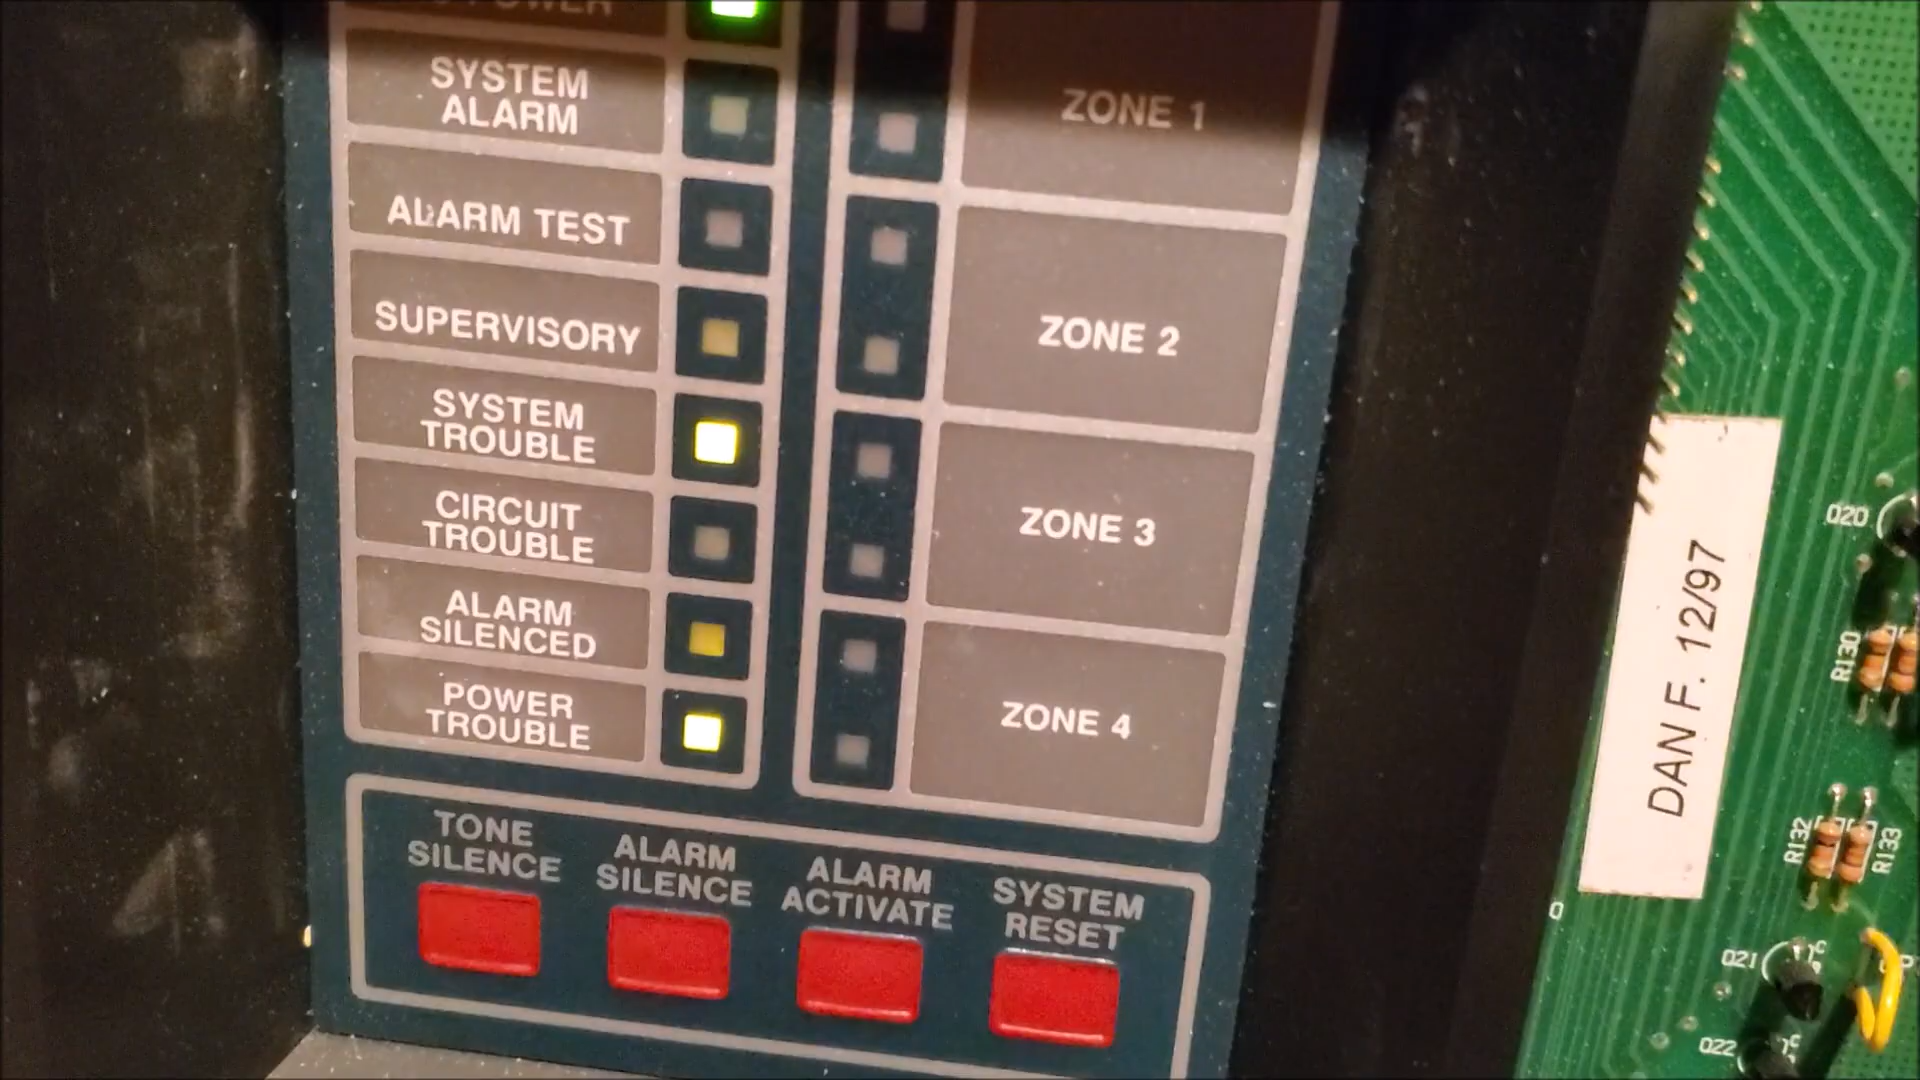 POWER
SYSTEM
ALARM
ALARM TEST
SUPERVISORY
SYSTEM
TROUBLE
CIRCUIT
TROUBLE
ALARM
SILENCED
POWER
TROUBLE
ZONE 1
ZONE 2
ZONE 3
ZONE 4
TONE
SILENCE
ALARM
SILENCE
ALARM
ACTIVATE
SYSTEM
RESET
DAN F. 12/97
Q20
R130
R132
R133
Q21
Q22